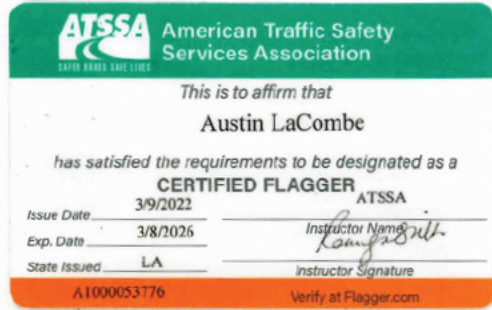 ATSSA
SAFER ROADS SAVE LIVES
American Traffic Safety
Services Association
This is to affirm that
Austin LaCombe
has satisfied the requirements to be designated as a
CERTIFIED FLAGGER
Issue Date 3/9/2022
ATSSA
Instructor Name
Exp. Date 3/8/2026
State Issued LA
Instructor Signature
A1000053776
Verify at Flagger.com